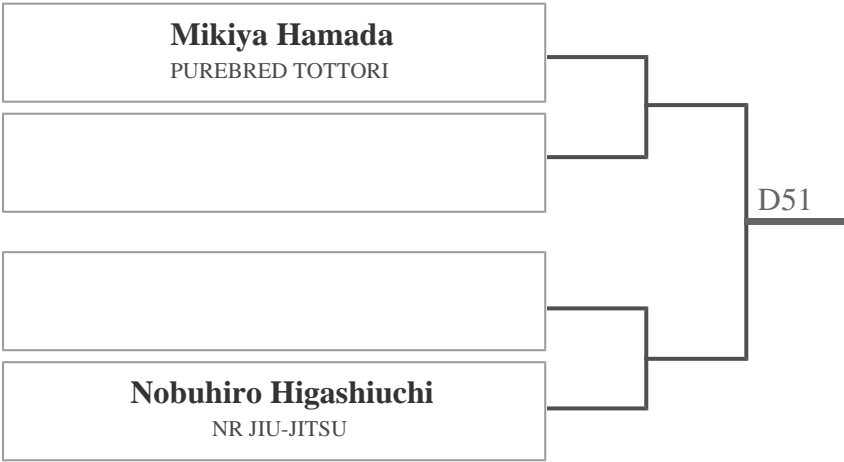 Mikiya Hamada
PUREBRED TOTTORI
D51
Nobuhiro Higashiuchi
NR JIU-JITSU